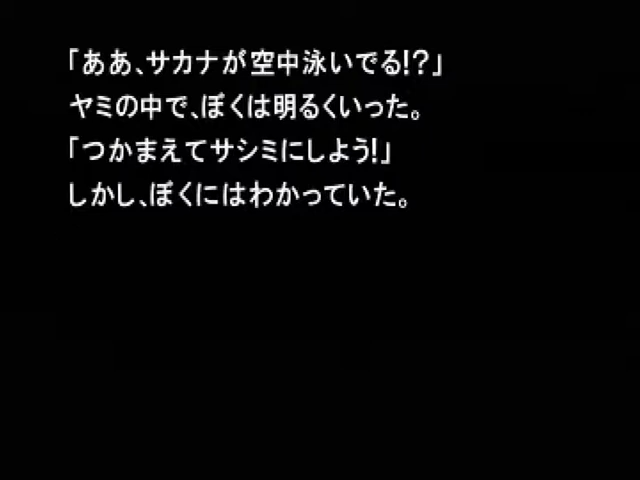 「ああ、サカナが空中泳いでる!?」
ヤミの中で、ぼくは明るくいった。
「つかまえてサシミにしよう!」
しかし、ぼくにはわかっていた。